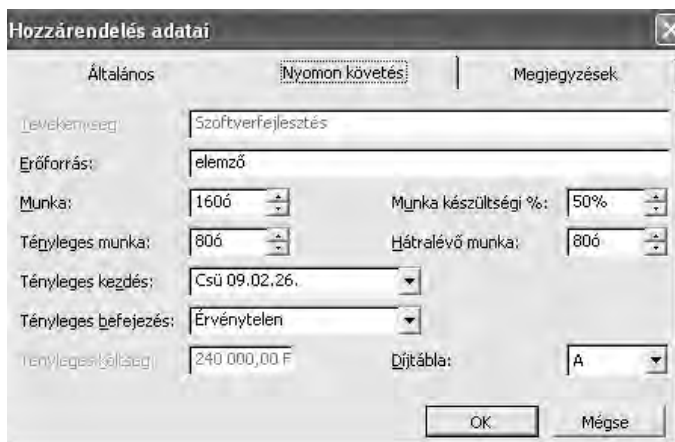 Hozzárendelés adatai
Általános Nyomon követés Megjegyzések
Tevékenység Szoftverfejlesztés
Erőforrás: elemző
Munka: 160ó Munka készültségi %: 50%
Tényleges munka: 80ó Hátralévő munka: 80ó
Tényleges kezdés: Csü 09.02.26.
Tényleges befejezés: Érvénytelen
Tényleges költség 240 000,00 F Díjtábla: A
OK Mégse